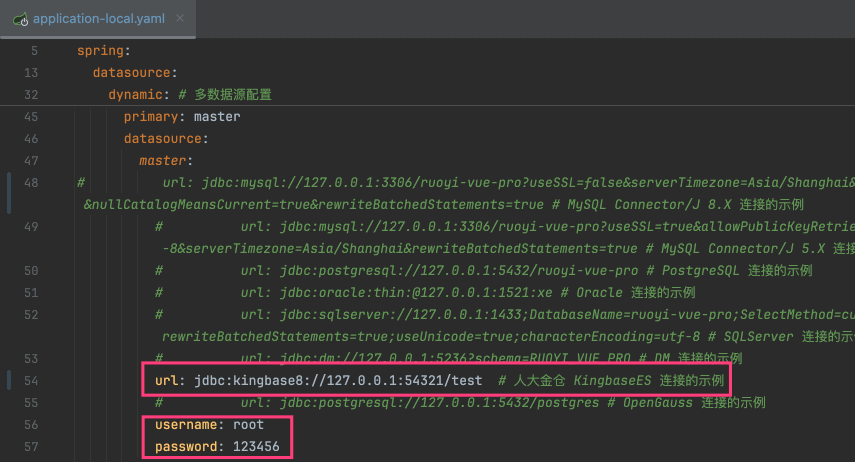 application-local.yaml
5 spring:
13 datasource:
32 dynamic: # 多数据源配置
45 primary: master
46 datasource:
47 master:
48 # url: jdbc:mysql://127.0.0.1:3306/ruoyi-vue-pro?useSSL=false&serverTimezone=Asia/Shanghai&
&nullCatalogMeansCurrent=true&rewriteBatchedStatements=true # MySQL Connector/J 8.X 连接的示例
49 # url: jdbc:mysql://127.0.0.1:3306/ruoyi-vue-pro?useSSL=true&allowPublicKeyRetrie
-8&serverTimezone=Asia/Shanghai&rewriteBatchedStatements=true # MySQL Connector/J 5.X 连接
50 # url: jdbc:postgresql://127.0.0.1:5432/ruoyi-vue-pro # PostgreSQL 连接的示例
51 # url: jdbc:oracle:thin:@127.0.0.1:1521:xe # Oracle 连接的示例
52 # url: jdbc:sqlserver://127.0.0.1:1433;DatabaseName=ruoyi-vue-pro;SelectMethod=cu
rewriteBatchedStatements=true;useUnicode=true;characterEncoding=utf-8 # SQLServer 连接的示
53 # url: jdbc:dm://127.0.0.1:5236?schema=RUOYI_VUE_PRO # DM 连接的示例
54 url: jdbc:kingbase8://127.0.0.1:54321/test # 人大金仓 KingbaseES 连接的示例
55 # url: jdbc:postgresql://127.0.0.1:5432/postgres # OpenGauss 连接的示例
56 username: root
57 password: 123456